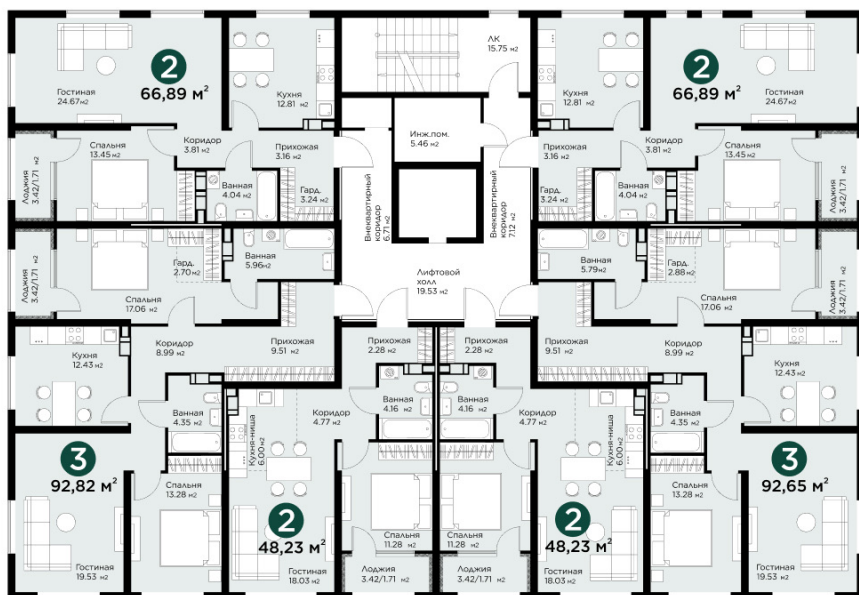 2
66,89 м²
Гостиная
24.67м2
Кухня
12.81 м2
ЛК
15.75 м2
Кухня
12.81 м2
2
66,89 м²
Гостиная
24.67м2
Инж.пом.
5.46 м2
Спальня
13.45 м2
Коридор
3.81 м2
Прихожая
3.16 м2
Ванная
4.04 м2
Гард.
3.24 м2
Лоджия
3.42/1.71 м2
Внеквартирный
коридор
6.71 м2
Внеквартирный
коридор
7.12 м2
Прихожая
3.16 м2
Коридор
3.81 м2
Спальня
13.45 м2
Гард.
3.24 м2
Ванная
4.04 м2
Лоджия
3.42/1.71 м2
Лифтовой
холл
19.53 м2
Лоджия
3.42/1.71 м2
Гард.
2.70 м2
Ванная
5.96 м2
Спальня
17.06 м2
Ванная
5.79 м2
Гард.
2.88 м2
Спальня
17.06 м2
Лоджия
3.42/1.71 м2
Кухня
12.43 м2
Коридор
8.99 м2
Прихожая
9.51 м2
Прихожая
2.28 м2
Прихожая
2.28 м2
Прихожая
9.51 м2
Коридор
8.99 м2
Кухня
12.43 м2
Ванная
4.35 м2
Коридор
4.77 м2
Ванная
4.16 м2
Ванная
4.16 м2
Коридор
4.77 м2
Ванная
4.35 м2
Кухня-ниша
6.00 м2
Кухня-ниша
6.00 м2
3
92,82 м²
Спальня
13.28 м2
Гостиная
19.53 м2
2
48,23 м²
Гостиная
18.03 м2
Спальня
11.28 м2
Лоджия
3.42/1.71 м2
Спальня
11.28 м2
Лоджия
3.42/1.71 м2
2
48,23 м²
Гостиная
18.03 м2
Спальня
13.28 м2
3
92,65 м²
Гостиная
19.53 м2